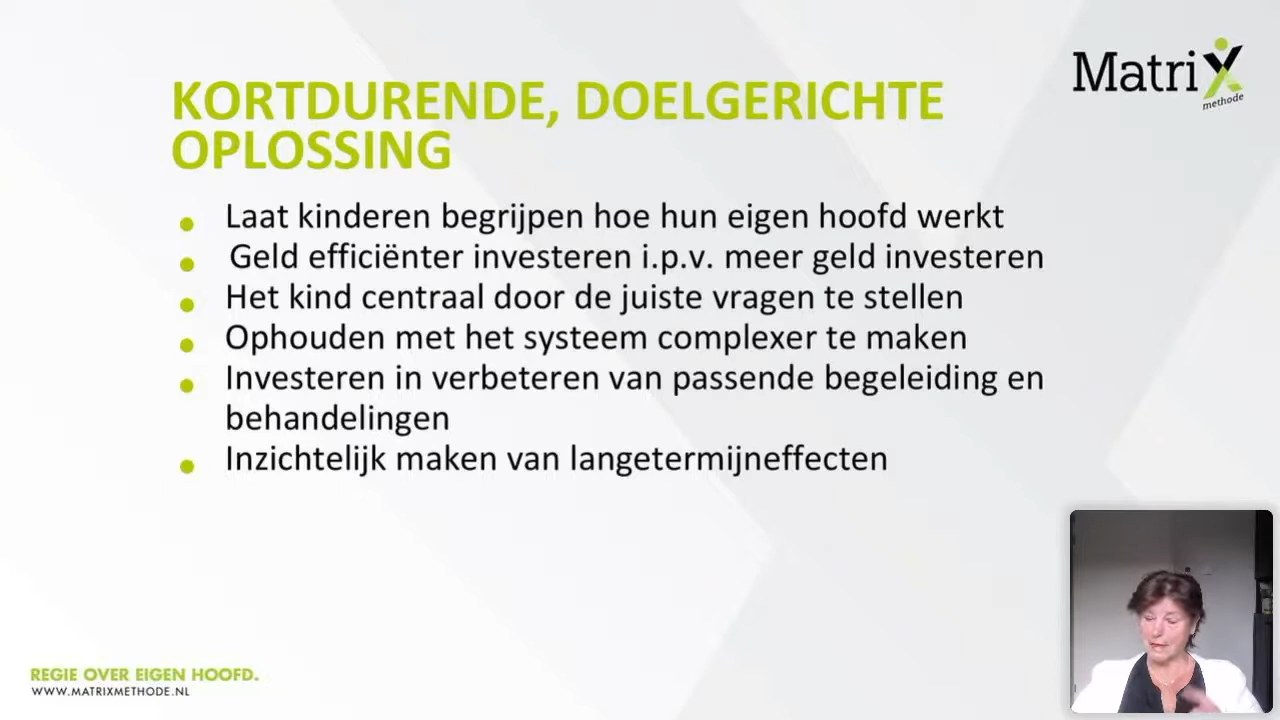 MatriX
methode
KORTDURENDE, DOELGERICHTE
OPLOSSING
Laat kinderen begrijpen hoe hun eigen hoofd werkt
Geld efficiënter investeren i.p.v. meer geld investeren
Het kind centraal door de juiste vragen te stellen
Ophouden met het systeem complexer te maken
Investeren in verbeteren van passende begeleiding en
behandelingen
Inzichtelijk maken van langetermijneffecten
REGIE OVER EIGEN HOOFD.
WWW.MATRIXMETHODE.NL